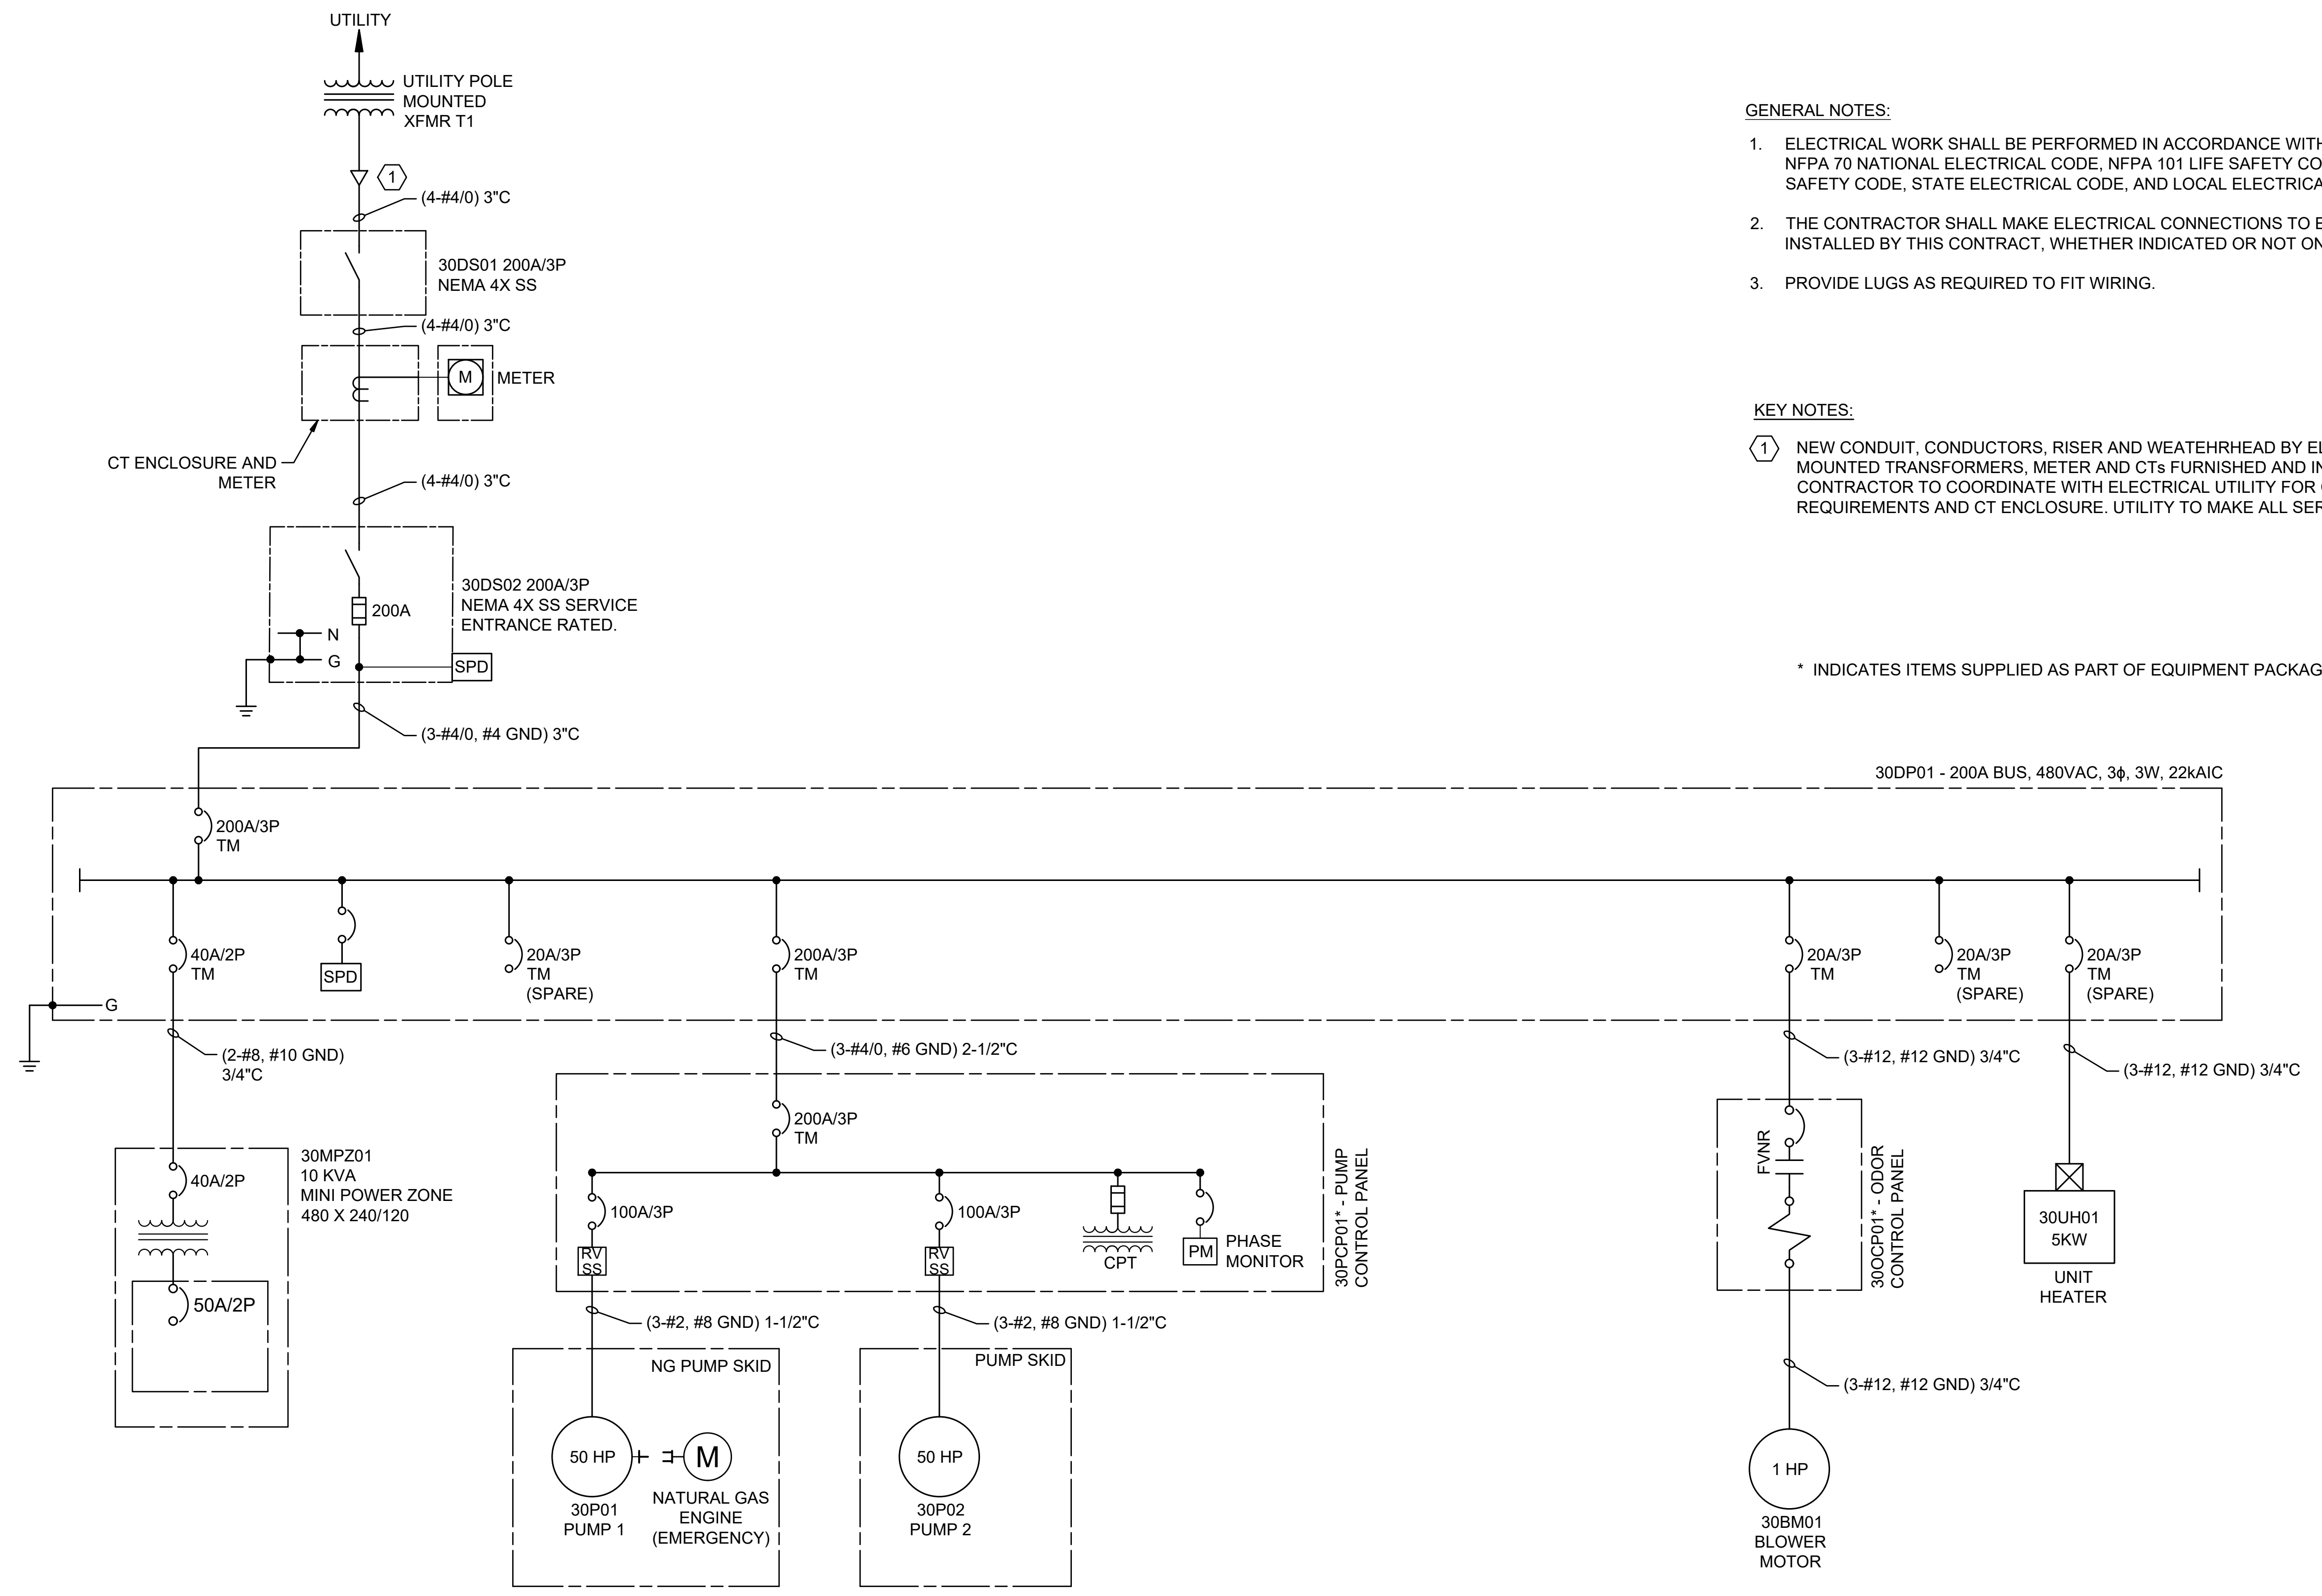 UTILITY
UTILITY POLE
MOUNTED
XFMR T1
1
(4-#4/0) 3"C
30DS01 200A/3P
NEMA 4X SS
(4-#4/0) 3"C
M
METER
CT ENCLOSURE AND
METER
(4-#4/0) 3"C
30DS02 200A/3P
NEMA 4X SS SERVICE
ENTRANCE RATED.
200A
N
G
SPD
(3-#4/0, #4 GND) 3"C
GENERAL NOTES:
1. ELECTRICAL WORK SHALL BE PERFORMED IN ACCORDANCE WITH
NFPA 70 NATIONAL ELECTRICAL CODE, NFPA 101 LIFE SAFETY CO
SAFETY CODE, STATE ELECTRICAL CODE, AND LOCAL ELECTRICA
2. THE CONTRACTOR SHALL MAKE ELECTRICAL CONNECTIONS TO E
INSTALLED BY THIS CONTRACT, WHETHER INDICATED OR NOT ON
3. PROVIDE LUGS AS REQUIRED TO FIT WIRING.
KEY NOTES:
1 NEW CONDUIT, CONDUCTORS, RISER AND WEATEHRHEAD BY EL
MOUNTED TRANSFORMERS, METER AND CTs FURNISHED AND IN
CONTRACTOR TO COORDINATE WITH ELECTRICAL UTILITY FOR
REQUIREMENTS AND CT ENCLOSURE. UTILITY TO MAKE ALL SER
* INDICATES ITEMS SUPPLIED AS PART OF EQUIPMENT PACKAG
30DP01 - 200A BUS, 480VAC, 3ϕ, 3W, 22kAIC
200A/3P
TM
40A/2P
TM
SPD
20A/3P
TM
(SPARE)
200A/3P
TM
20A/3P
TM
20A/3P
TM
(SPARE)
20A/3P
TM
(SPARE)
G
(2-#8, #10 GND)
3/4"C
(3-#4/0, #6 GND) 2-1/2"C
(3-#12, #12 GND) 3/4"C
(3-#12, #12 GND) 3/4"C
30MPZ01
10 KVA
MINI POWER ZONE
480 X 240/120
40A/2P
50A/2P
200A/3P
TM
100A/3P
RV
SS
100A/3P
RV
SS
CPT
PM
PHASE
MONITOR
30PCP01* - PUMP
CONTROL PANEL
FVNR
30OCP01* - ODOR
CONTROL PANEL
30UH01
5KW
UNIT
HEATER
(3-#2, #8 GND) 1-1/2"C
(3-#2, #8 GND) 1-1/2"C
(3-#12, #12 GND) 3/4"C
NG PUMP SKID
50 HP
M
30P01
PUMP 1
NATURAL GAS
ENGINE
(EMERGENCY)
PUMP SKID
50 HP
30P02
PUMP 2
1 HP
30BM01
BLOWER
MOTOR